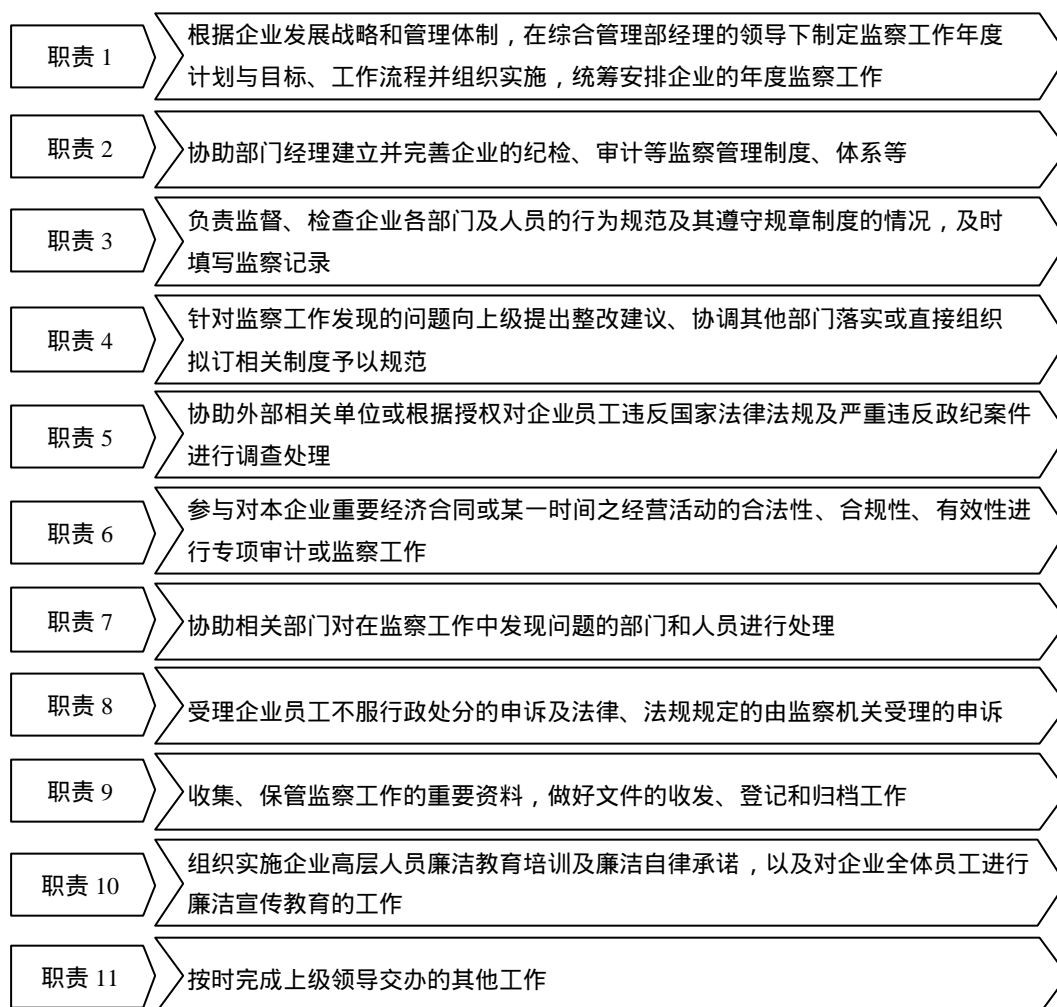 职责 1
根据企业发展战略和管理体制，在综合管理部经理的领导下制定监察工作年度
计划与目标、工作流程并组织实施，统筹安排企业的年度监察工作
职责 2
协助部门经理建立并完善企业的纪检、审计等监察管理制度、体系等
职责 3
负责监督、检查企业各部门及人员的行为规范及其遵守规章制度的情况，及时
填写监察记录
职责 4
针对监察工作发现的问题向上级提出整改建议、协调其他部门落实或直接组织
拟订相关制度予以规范
职责 5
协助外部相关单位或根据授权对企业员工违反国家法律法规及严重违反政纪案件
进行调查处理
职责 6
参与对本企业重要经济合同或某一时间之经营活动的合法性、合规性、有效性进
行专项审计或监察工作
职责 7
协助相关部门对在监察工作中发现问题的部门和人员进行处理
职责 8
受理企业员工不服行政处分的申诉及法律、法规规定的由监察机关受理的申诉
职责 9
收集、保管监察工作的重要资料，做好文件的收发、登记和归档工作
职责 10
组织实施企业高层人员廉洁教育培训及廉洁自律承诺，以及对企业全体员工进行
廉洁宣传教育的工作
职责 11
按时完成上级领导交办的其他工作